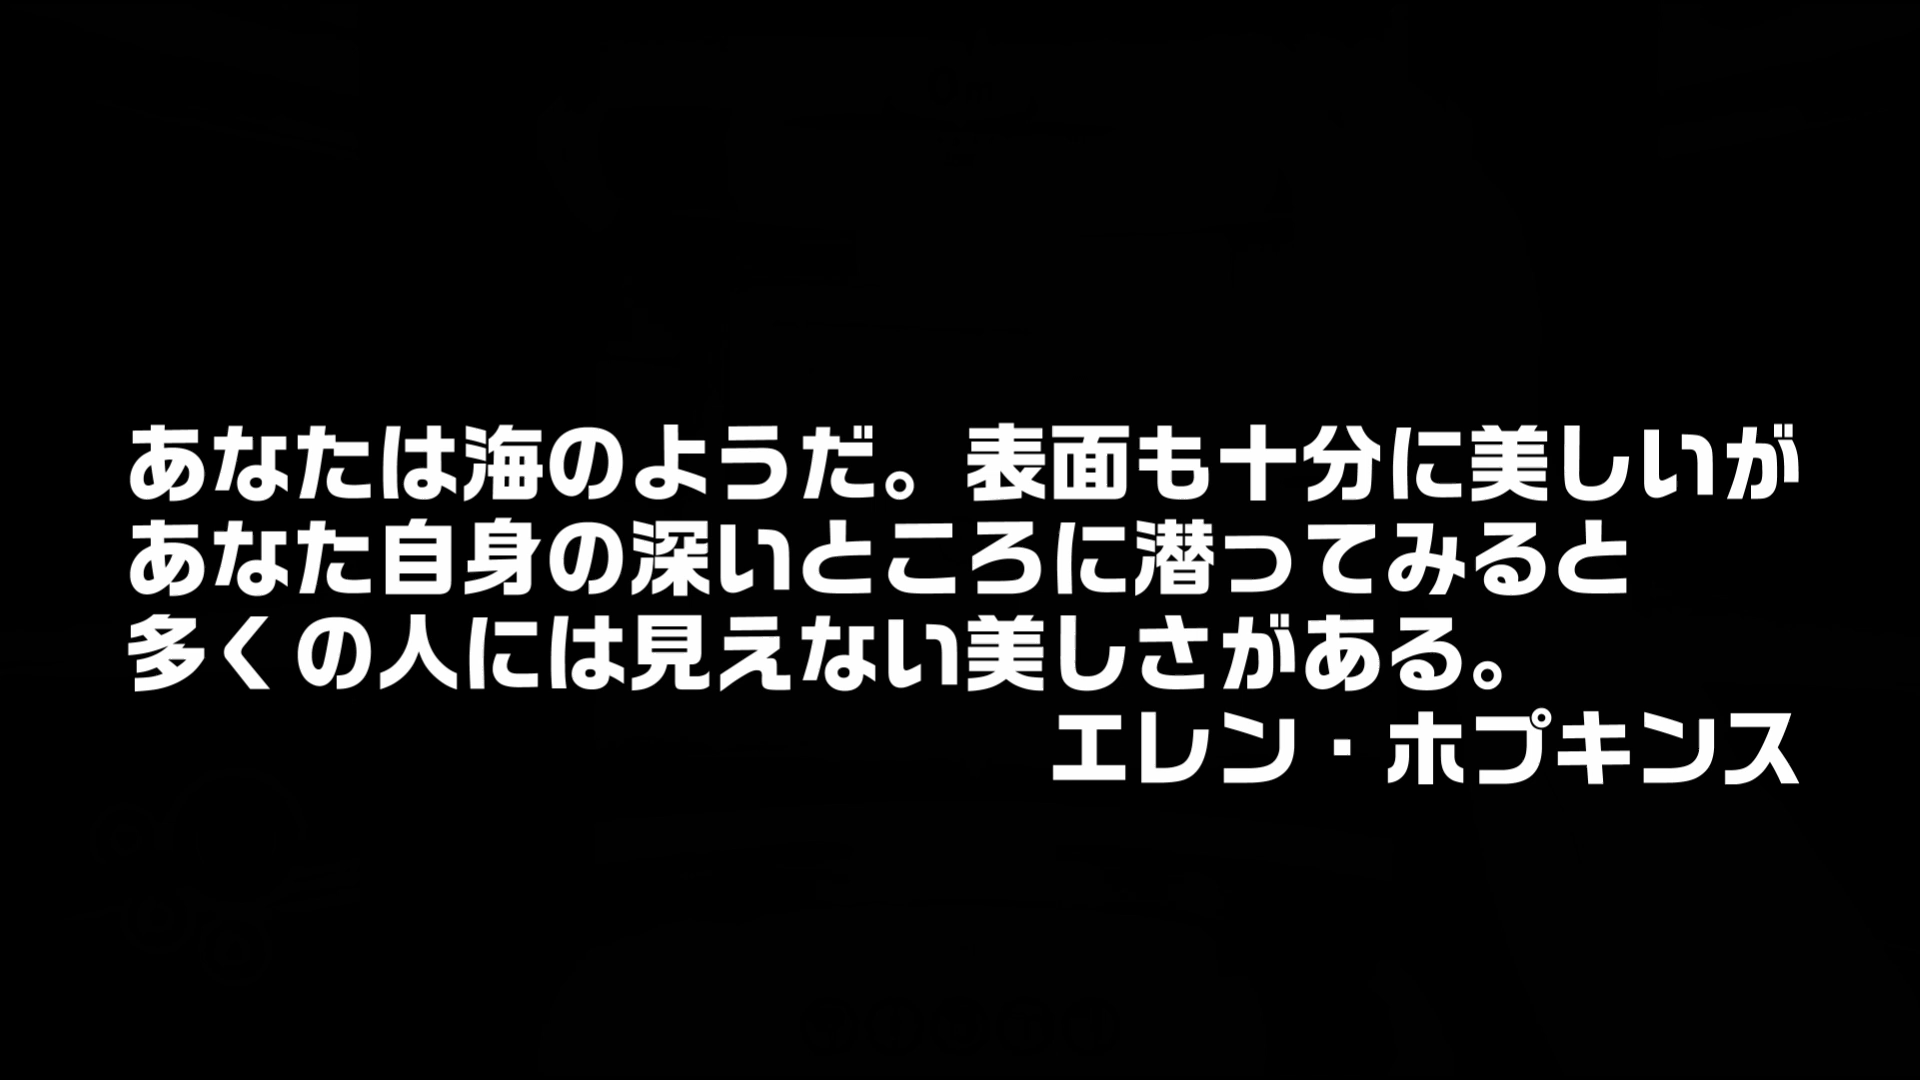 あなたは海のようだ。表面も十分に美しいが
あなた自身の深いところに潜ってみると
多くの人には見えない美しさがある。
エレン・ホプキンス